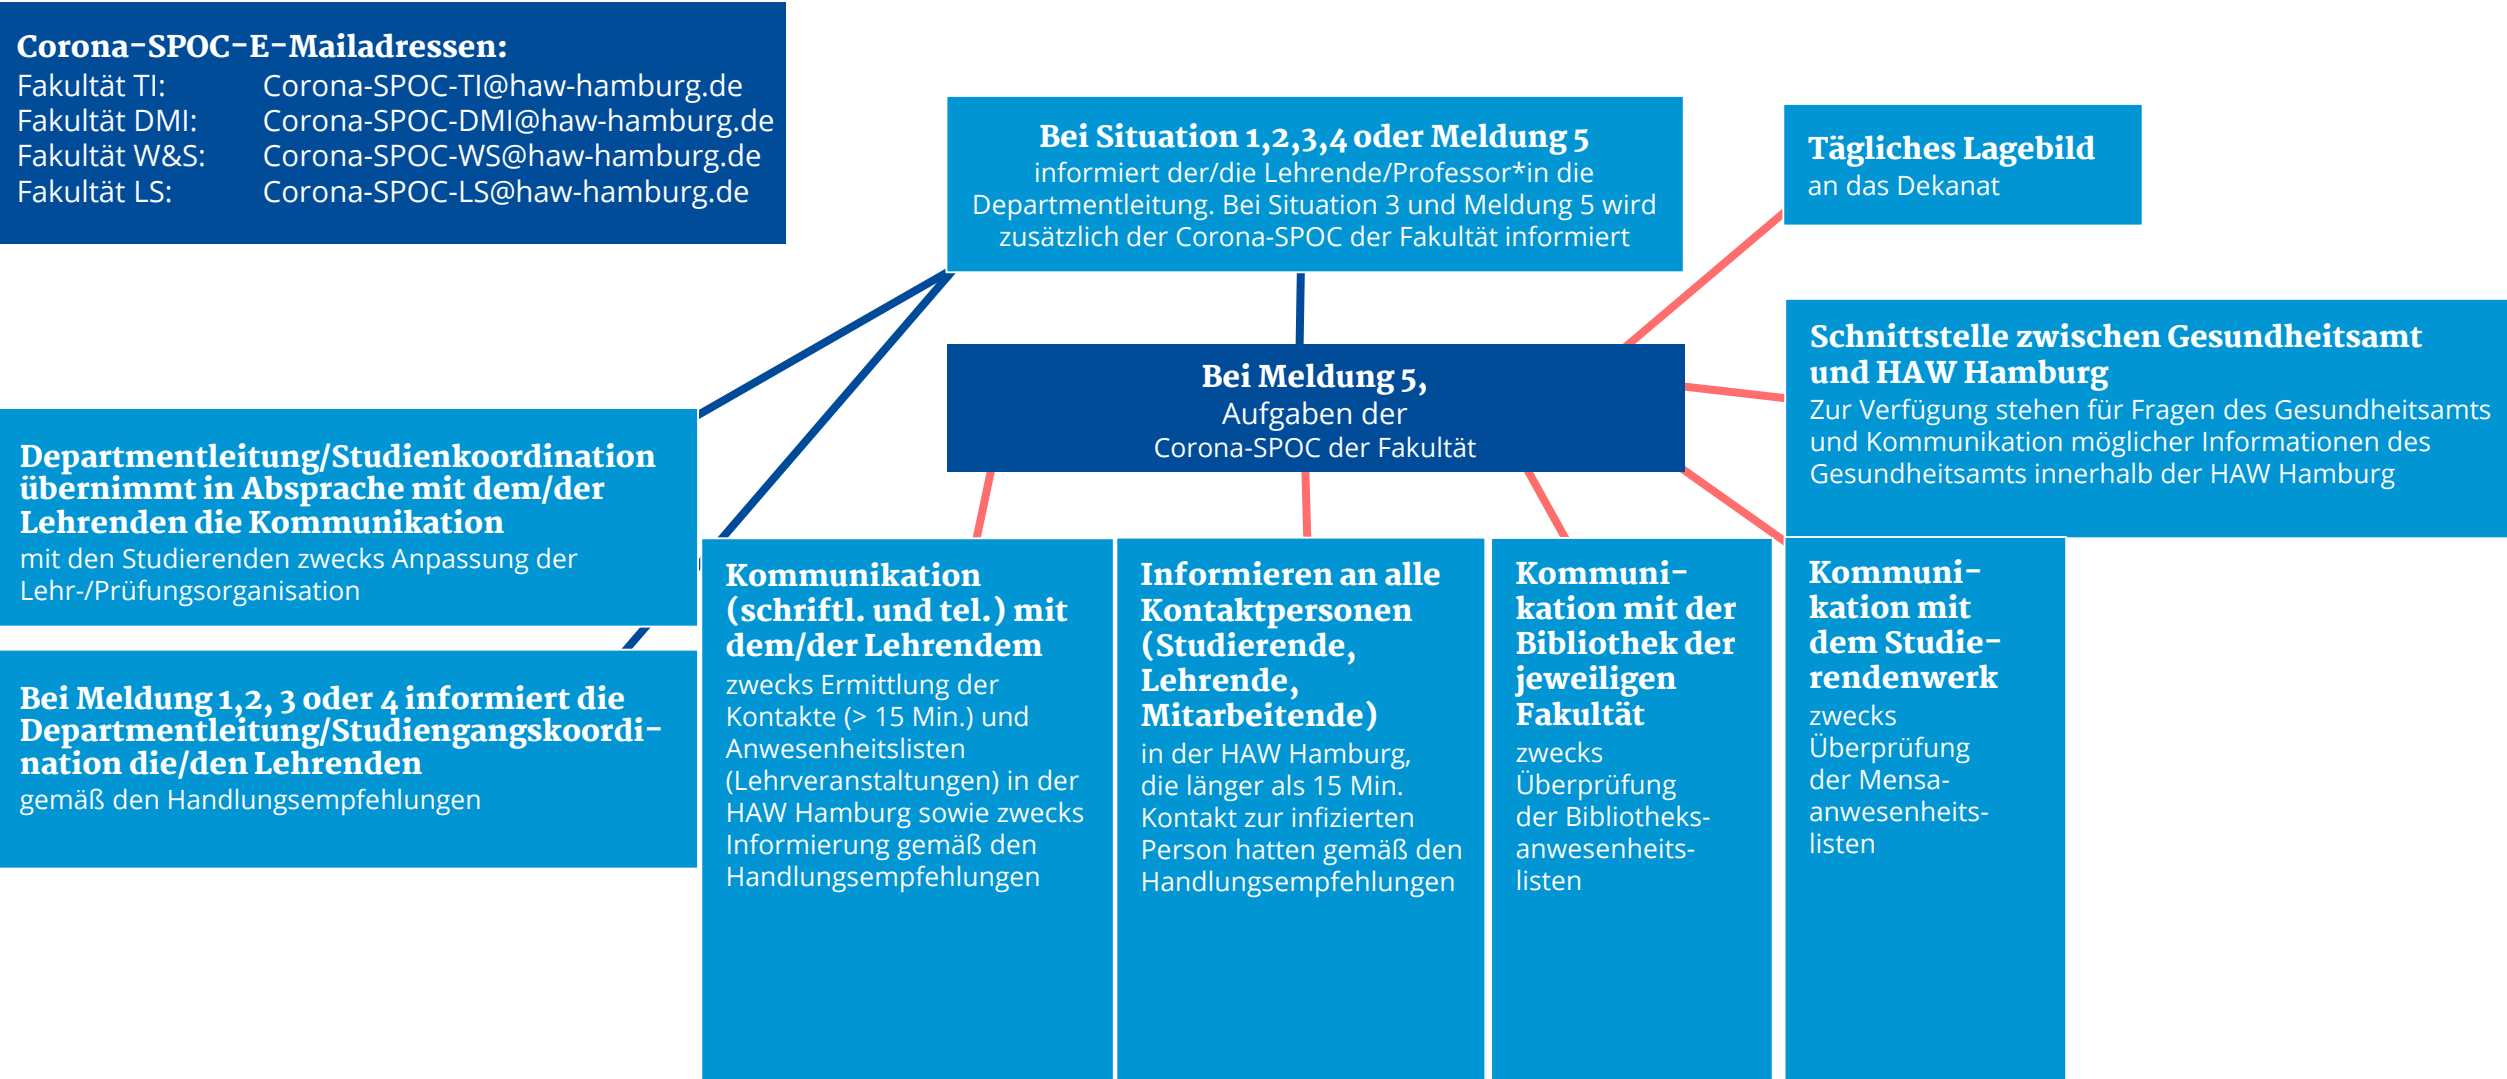 Corona-SPOC-E-Mailadressen:
Fakultät TI: Corona-SPOC-TI@haw-hamburg.de
Fakultät DMI: Corona-SPOC-DMI@haw-hamburg.de
Fakultät W&S: Corona-SPOC-WS@haw-hamburg.de
Fakultät LS: Corona-SPOC-LS@haw-hamburg.de
Bei Situation 1,2,3,4 oder Meldung 5
informiert der/die Lehrende/Professor*in die
Departmentleitung. Bei Situation 3 und Meldung 5 wird
zusätzlich der Corona-SPOC der Fakultät informiert
Tägliches Lagebild
an das Dekanat
Bei Meldung 5,
Aufgaben der
Corona-SPOC der Fakultät
Schnittstelle zwischen Gesundheitsamt
und HAW Hamburg
Zur Verfügung stehen für Fragen des Gesundheitsamts
und Kommunikation möglicher Informationen des
Gesundheitsamts innerhalb der HAW Hamburg
Departmentleitung/Studienkoordination
übernimmt in Absprache mit dem/der
Lehrenden die Kommunikation
mit den Studierenden zwecks Anpassung der
Lehr-/Prüfungsorganisation
Bei Meldung 1,2, 3 oder 4 informiert die
Departmentleitung/Studiengangskoordi-
nation die/den Lehrenden
gemäß den Handlungsempfehlungen
Kommunikation
(schriftl. und tel.) mit
dem/der Lehrendem
zwecks Ermittlung der
Kontakte (> 15 Min.) und
Anwesenheitslisten
(Lehrveranstaltungen) in der
HAW Hamburg sowie zwecks
Informierung gemäß den
Handlungsempfehlungen
Informieren an alle
Kontaktpersonen
(Studierende,
Lehrende,
Mitarbeitende)
in der HAW Hamburg,
die länger als 15 Min.
Kontakt zur infizierten
Person hatten gemäß den
Handlungsempfehlungen
Kommuni-
kation mit der
Bibliothek der
jeweiligen
Fakultät
zwecks
Überprüfung
der Bibliotheks-
anwesenheits-
listen
Kommuni-
kation mit
dem Studie-
rendenwerk
zwecks
Überprüfung
der Mensa-
anwesenheits-
listen